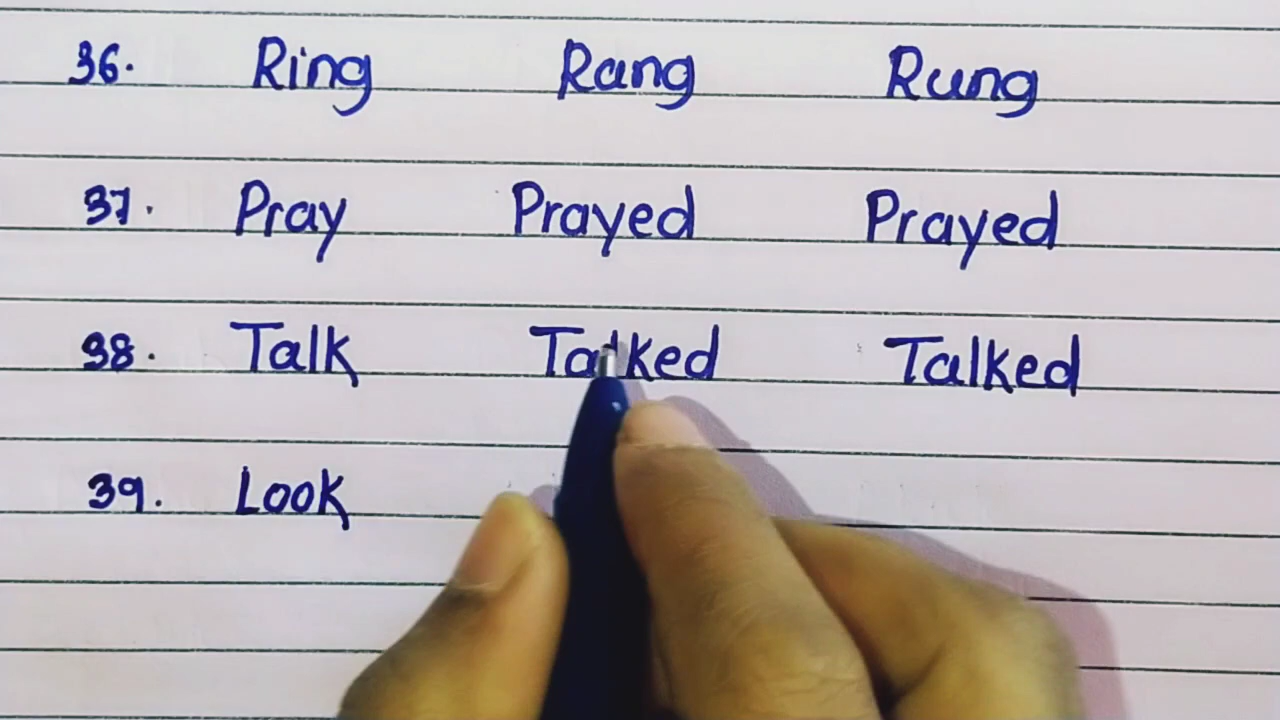 36. Ring Rang Rung
37. Pray Prayed Prayed
38. Talk Talked Talked
39. Look